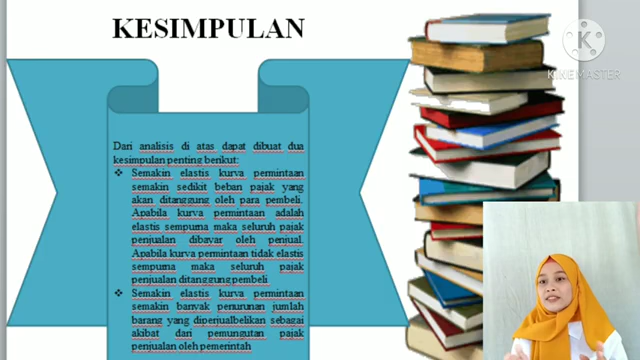 KESIMPULAN
K
KINEMASTER
Dari analisis di atas dapat dibuat dua
kesimpulan penting berikut:
❖ Semakin elastis kurva permintaan
semakin sedikit beban pajak yang
akan ditanggung oleh para pembeli.
Apabila kurva permintaan adalah
elastis sempurna maka seluruh pajak
penjualan dibayar oleh penjual.
Apabila kurva permintaan tidak elastis
sempurna maka seluruh pajak
penjualan ditanggung pembeli
❖ Semakin elastis kurva permintaan
semakin banyak penurunan jumlah
barang yang diperjualbelikan sebagai
akibat dari pemungutan pajak
penjualan oleh pemerintah